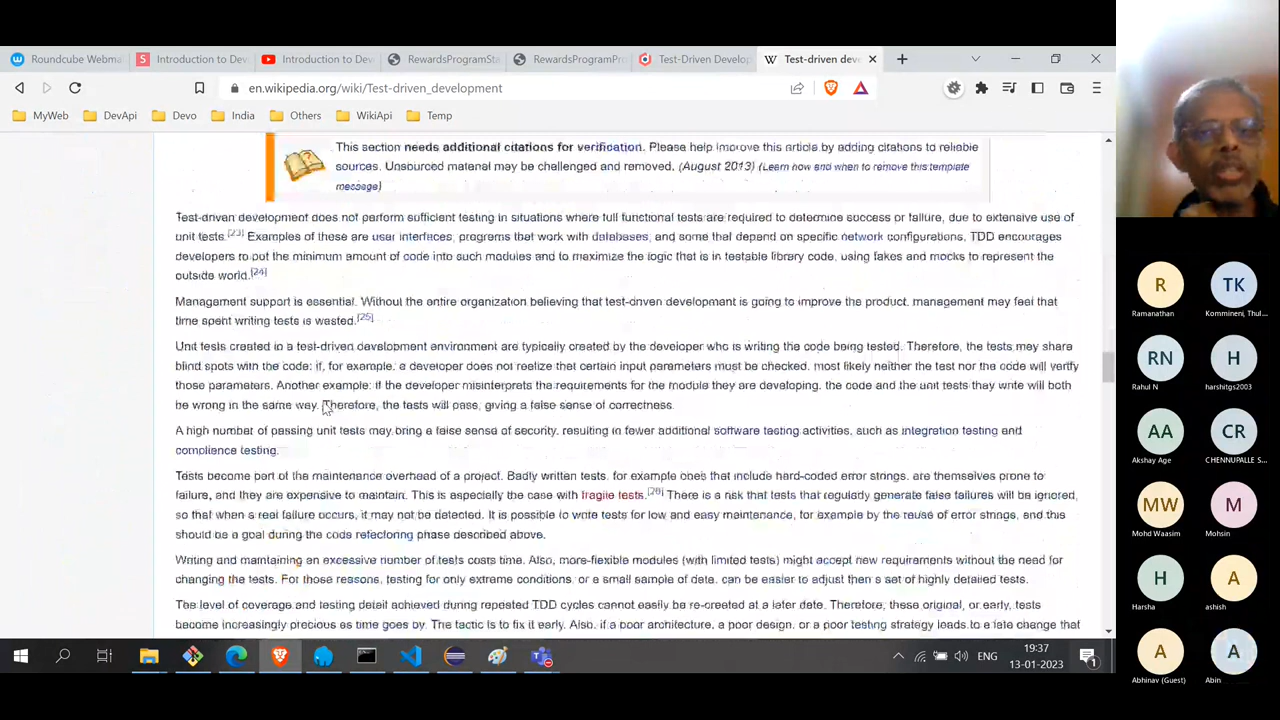 Roundcube Webma
Introduction to Dev
Introduction to Dev
RewardsProgramSta
RewardsProgramPr
Test-Driven Develop
Test-driven dev
en.wikipedia.org/wiki/Test-driven_development
MyWeb
DevApi
Devo
India
Others
WikiApi
Temp
This section needs additional citations for verification. Please help improve this article by adding citations to reliable
sources. Unsourced material may be challenged and removed. (August 2013) (Learn how and when to remove this template
message)
Test-driven development does not perform sufficient testing in situations where full functional tests are required to determine success or failure, due to extensive use of
unit tests.[23] Examples of these are user interfaces, programs that work with databases, and some that depend on specific network configurations. TDD encourages
developers to put the minimum amount of code into such modules and to maximize the logic that is in testable library code, using fakes and mocks to represent the
outside world.[24]
Management support is essential. Without the entire organization believing that test-driven development is going to improve the product, management may feel that
time spent writing tests is wasted.[25]
Unit tests created in a test-driven development environment are typically created by the developer who is writing the code being tested. Therefore, the tests may share
blind spots with the code: if, for example, a developer does not realize that certain input parameters must be checked, most likely neither the test nor the code will verify
those parameters. Another example: if the developer misinterprets the requirements for the module they are developing, the code and the unit tests they write will both
be wrong in the same way. Therefore, the tests will pass, giving a false sense of correctness.
A high number of passing unit tests may bring a false sense of security, resulting in fewer additional software testing activities, such as integration testing and
compliance testing.
Tests become part of the maintenance overhead of a project. Badly written tests, for example ones that include hard-coded error strings, are themselves prone to
failure, and they are expensive to maintain. This is especially the case with fragile tests.[26] There is a risk that tests that regularly generate false failures will be ignored,
so that when a real failure occurs, it may not be detected. It is possible to write tests for low and easy maintenance, for example by the reuse of error strings, and this
should be a goal during the code refactoring phase described above.
Writing and maintaining an excessive number of tests costs time. Also, more-flexible modules (with limited tests) might accept new requirements without the need for
changing the tests. For those reasons, testing for only extreme conditions, or a small sample of data, can be easier to adjust than a set of highly detailed tests.
The level of coverage and testing detail achieved during repeated TDD cycles cannot easily be re-created at a later date. Therefore, these original, or early, tests
become increasingly precious as time goes by. The tactic is to fix it early. Also, if a poor architecture, a poor design, or a poor testing strategy leads to a late change that
ENG
19:37
13-01-2023
1
R
Ramanathan
TK
Kommineni, Thul...
RN
Rahul N
H
harshitgs2003
AA
Akshay Age
CR
CHENNUPALLE S...
MW
Mohd Waasim
M
Mohsin
H
Harsha
A
ashish
A
Abhinav (Guest)
A
Abin